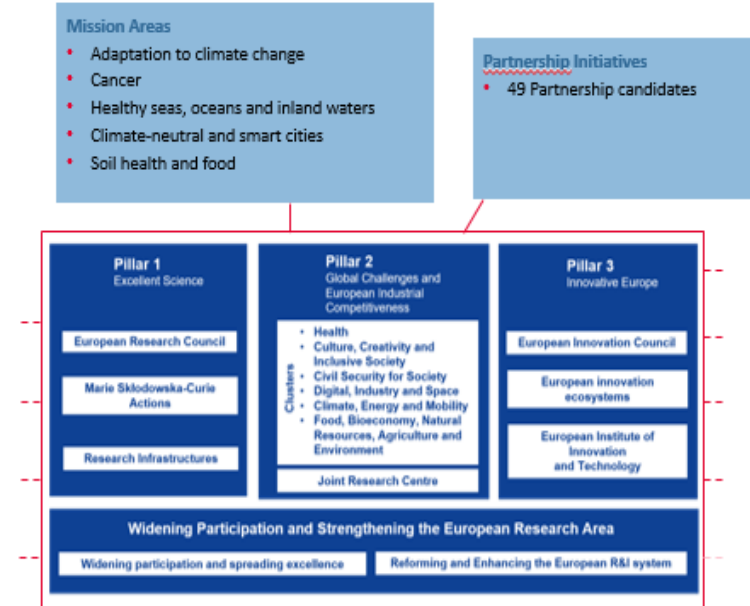 Mission Areas
• Adaptation to climate change
• Cancer
• Healthy seas, oceans and inland waters
• Climate-neutral and smart cities
• Soil health and food
Partnership Initiatives
• 49 Partnership candidates
Pillar 1
Excellent Science
European Research Council
Marie Skłodowska-Curie
Actions
Research Infrastructures
Pillar 2
Global Challenges and
European Industrial
Competitiveness
Clusters
• Health
• Culture, Creativity and
Inclusive Society
• Civil Security for Society
• Digital, Industry and Space
• Climate, Energy and Mobility
• Food, Bioeconomy, Natural
Resources, Agriculture and
Environment
Joint Research Centre
Pillar 3
Innovative Europe
European Innovation Council
European innovation
ecosystems
European Institute of
Innovation
and Technology
Widening Participation and Strengthening the European Research Area
Widening participation and spreading excellence
Reforming and Enhancing the European R&I system